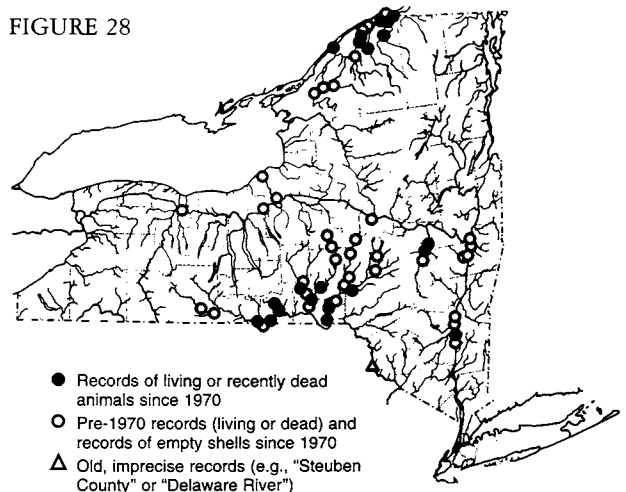 FIGURE 28
Records of living or recently dead
animals since 1970
Pre-1970 records (living or dead) and
records of empty shells since 1970
Old, imprecise records (e.g., “Steuben
County” or “Delaware River”)